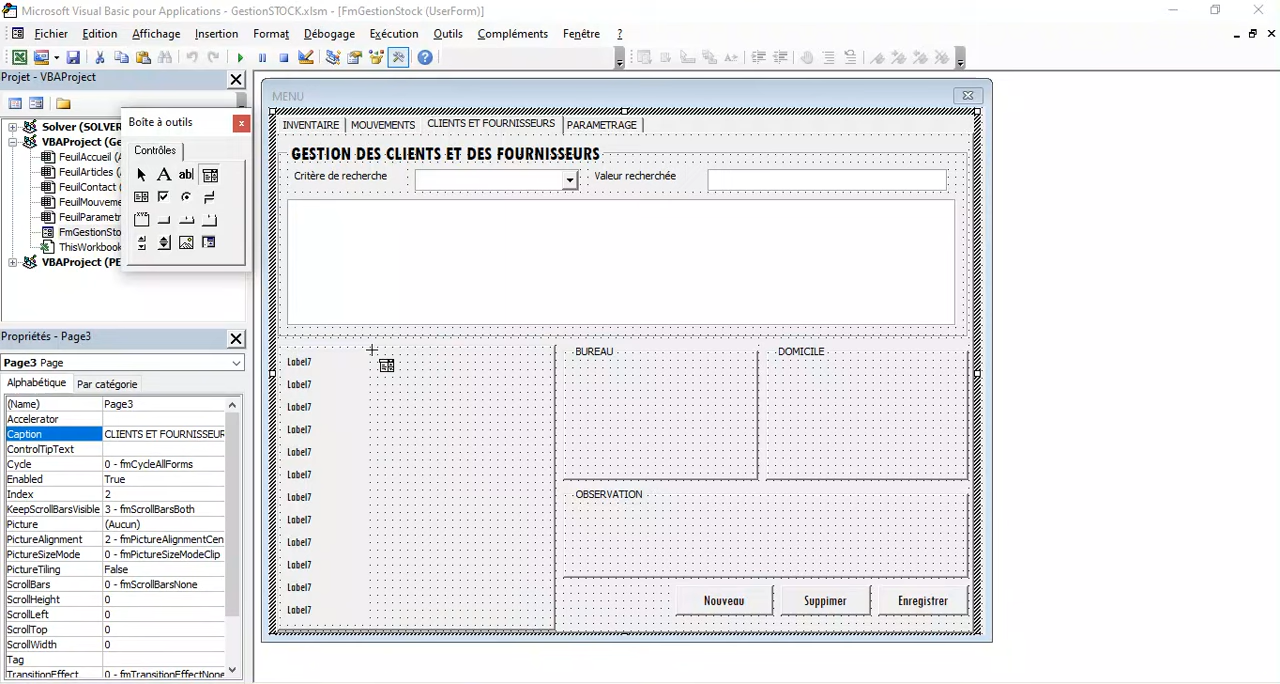 Microsoft Visual Basic pour Applications - GestionSTOCK.xlsm - [FmGestionStock (UserForm)]
Fichier Edition Affichage Insertion Format Débogage Exécution Outils Compléments Fenêtre ?
Projet - VBAProject
Solver (SOLVER
VBAProject (Ge
FeuilAccueil (A
FeuilArticles (
FeuilContact (
FeuilMouveme
FeuilParametr
FmGestionSto
ThisWorkbook
VBAProject (PE
Boîte à outils
Contrôles
Propriétés - Page3
Page3 Page
Alphabétique Par catégorie
(Name) Page3
Accelerator
Caption CLIENTS ET FOURNISSEUR
ControlTipText
Cycle 0 - fmCycleAllForms
Enabled True
Index 2
KeepScrollBarsVisible 3 - fmScrollBarsBoth
Picture (Aucun)
PictureAlignment 2 - fmPictureAlignmentCen
PictureSizeMode 0 - fmPictureSizeModeClip
PictureTiling False
ScrollBars 0 - fmScrollBarsNone
ScrollHeight 0
ScrollLeft 0
ScrollTop 0
ScrollWidth 0
Tag
TransitionEffect 0 - fmTransitionEffectNone
MENU
INVENTAIRE MOUVEMENTS CLIENTS ET FOURNISSEURS PARAMETRAGE
GESTION DES CLIENTS ET DES FOURNISSEURS
Critère de recherche Valeur recherchée
Label7
Label7
Label7
Label7
Label7
Label7
Label7
Label7
Label7
Label7
Label7
Label7
BUREAU DOMICILE
OBSERVATION
Nouveau Suppimer Enregistrer